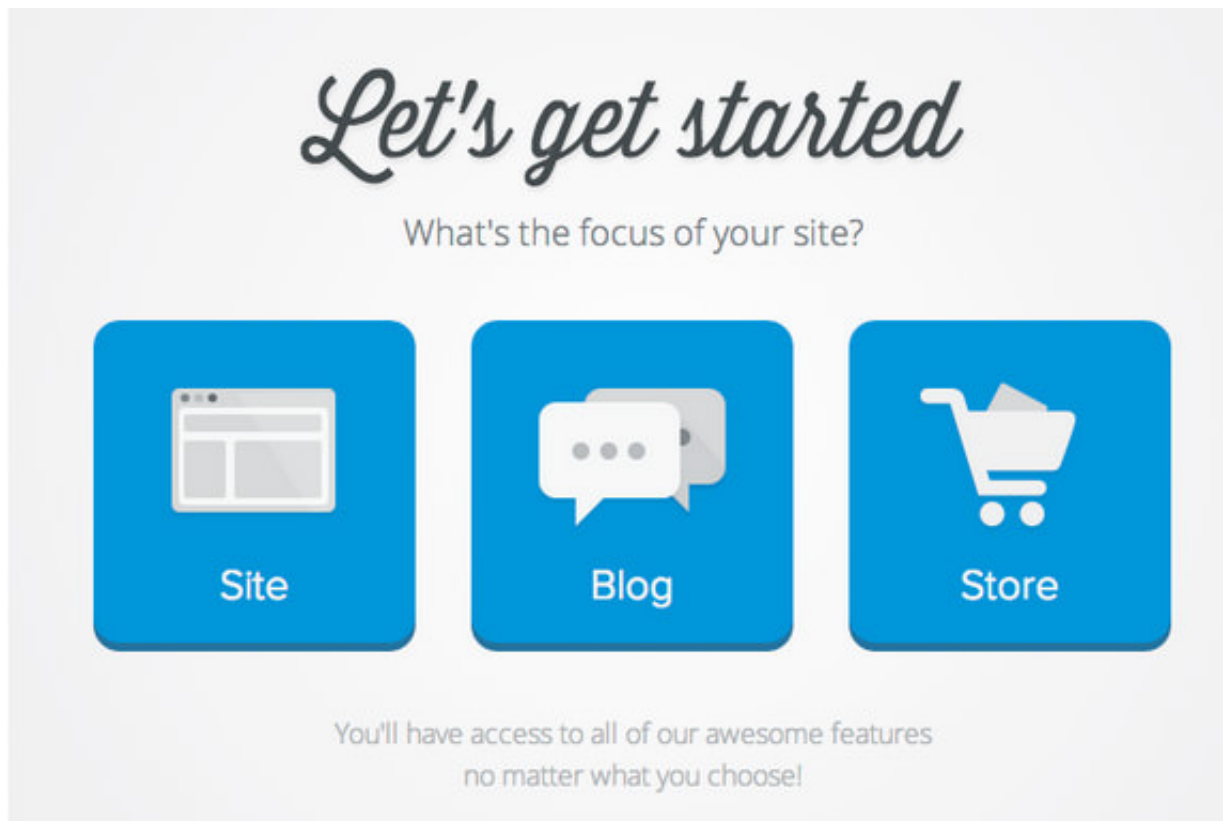 Let's get started
What's the focus of your site?
Site
Blog
Store
You'll have access to all of our awesome features
no matter what you choose!